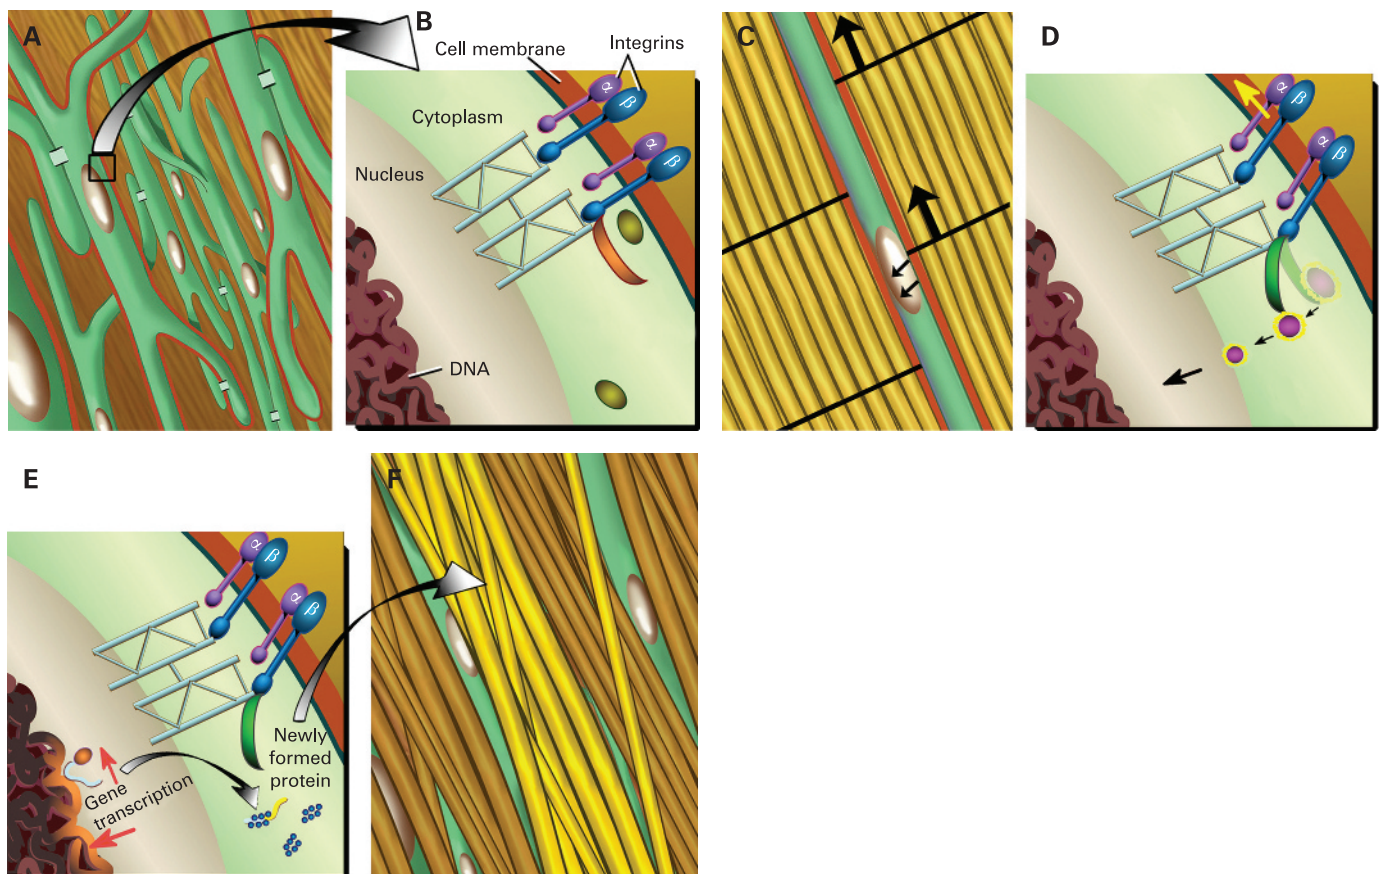 A
B
Cell membrane
Integrins
α
β
α
β
Cytoplasm
Nucleus
DNA
C
D
α
β
α
β
E
α
β
α
β
Newly
formed
protein
Gene
transcription
F